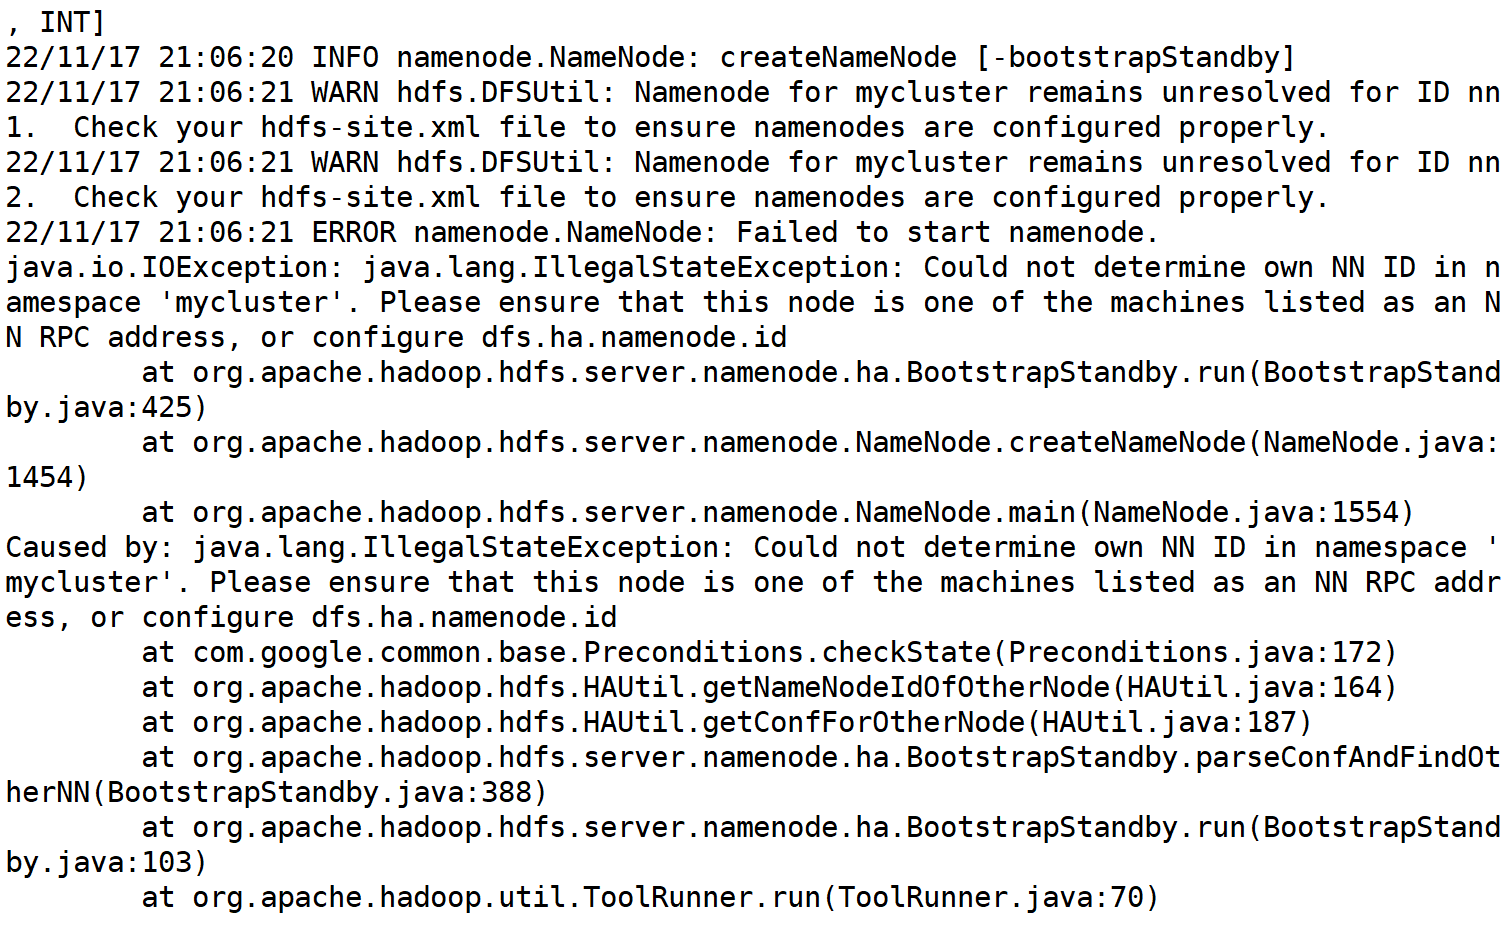 , INT]
22/11/17 21:06:20 INFO namenode.NameNode: createNameNode [-bootstrapStandby]
22/11/17 21:06:21 WARN hdfs.DFSUtil: Namenode for mycluster remains unresolved for ID nn
1.  Check your hdfs-site.xml file to ensure namenodes are configured properly.
22/11/17 21:06:21 WARN hdfs.DFSUtil: Namenode for mycluster remains unresolved for ID nn
2.  Check your hdfs-site.xml file to ensure namenodes are configured properly.
22/11/17 21:06:21 ERROR namenode.NameNode: Failed to start namenode.
java.io.IOException: java.lang.IllegalStateException: Could not determine own NN ID in n
amespace 'mycluster'. Please ensure that this node is one of the machines listed as an N
N RPC address, or configure dfs.ha.namenode.id
        at org.apache.hadoop.hdfs.server.namenode.ha.BootstrapStandby.run(BootstrapStand
by.java:425)
        at org.apache.hadoop.hdfs.server.namenode.NameNode.createNameNode(NameNode.java:
1454)
        at org.apache.hadoop.hdfs.server.namenode.NameNode.main(NameNode.java:1554)
Caused by: java.lang.IllegalStateException: Could not determine own NN ID in namespace '
mycluster'. Please ensure that this node is one of the machines listed as an NN RPC addr
ess, or configure dfs.ha.namenode.id
        at com.google.common.base.Preconditions.checkState(Preconditions.java:172)
        at org.apache.hadoop.hdfs.HAUtil.getNameNodeIdOfOtherNode(HAUtil.java:164)
        at org.apache.hadoop.hdfs.HAUtil.getConfForOtherNode(HAUtil.java:187)
        at org.apache.hadoop.hdfs.server.namenode.ha.BootstrapStandby.parseConfAndFindOt
herNN(BootstrapStandby.java:388)
        at org.apache.hadoop.hdfs.server.namenode.ha.BootstrapStandby.run(BootstrapStand
by.java:103)
        at org.apache.hadoop.util.ToolRunner.run(ToolRunner.java:70)